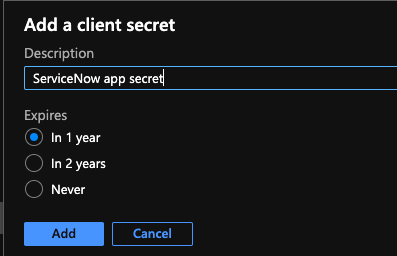 Add a client secret
Description
ServiceNow app secret
Expires
In 1 year
In 2 years
Never
Add Cancel